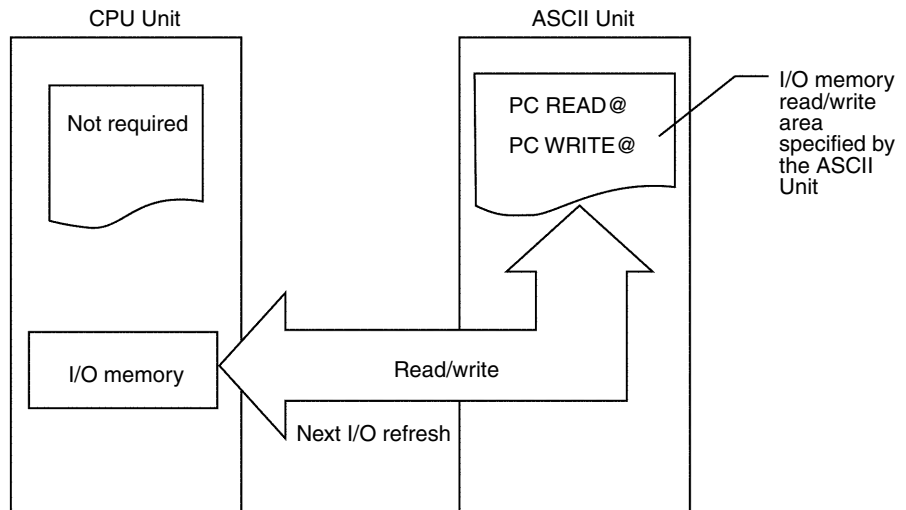 CPU Unit
ASCII Unit
Not required
PC READ@
PC WRITE@
I/O memory
read/write
area
specified by
the ASCII
Unit
I/O memory
Read/write
Next I/O refresh